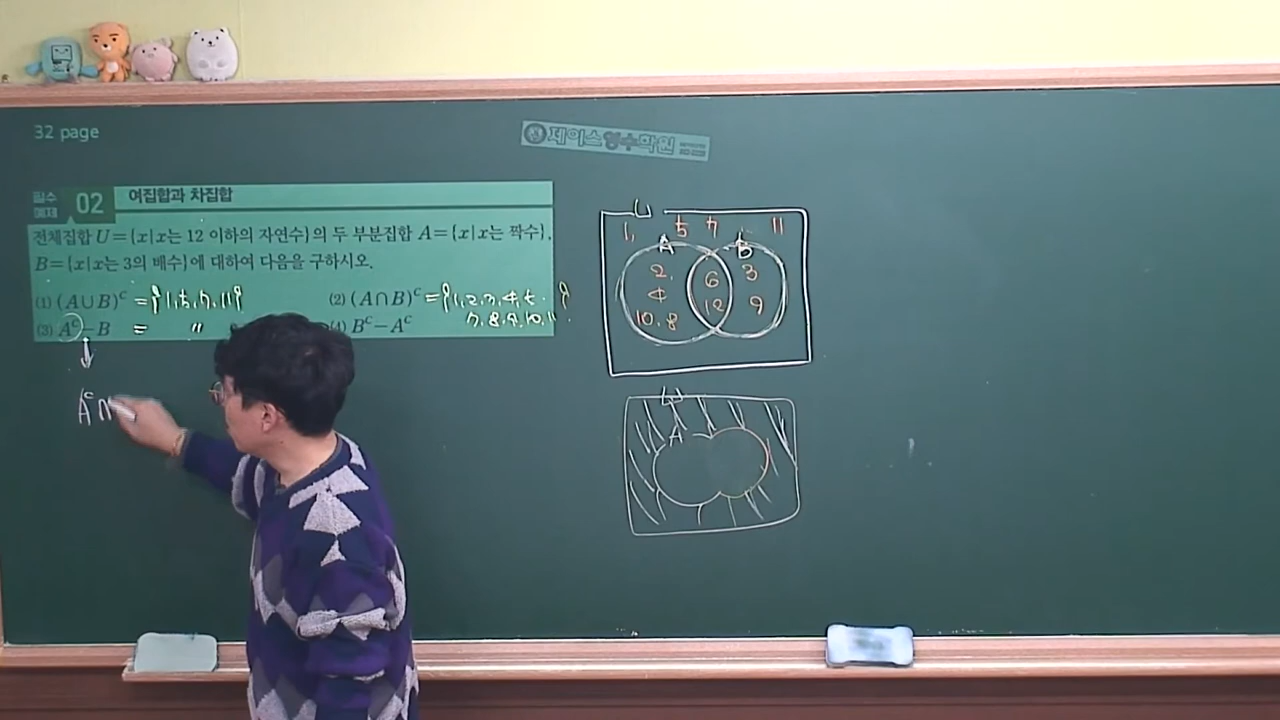 32 page
제이스영수학원
필수 예제 02 여집합과 차집합
전체집합 U={x|x는 12 이하의 자연수}의 두 부분집합 A={x|x는 짝수},
B={x|x는 3의 배수}에 대하여 다음을 구하시오.
(1) (A∪B)^C = {1, 5, 7, 11}
(2) (A∩B)^C = {1, 2, 3, 4, 5, 7, 8, 9, 10, 11}
(3) A^C−B = 〃
(4) B^C−A^C
A^C∩
U
1, 5 7 11
A B
2, 6 3
4 12 9
10, 8
U
A